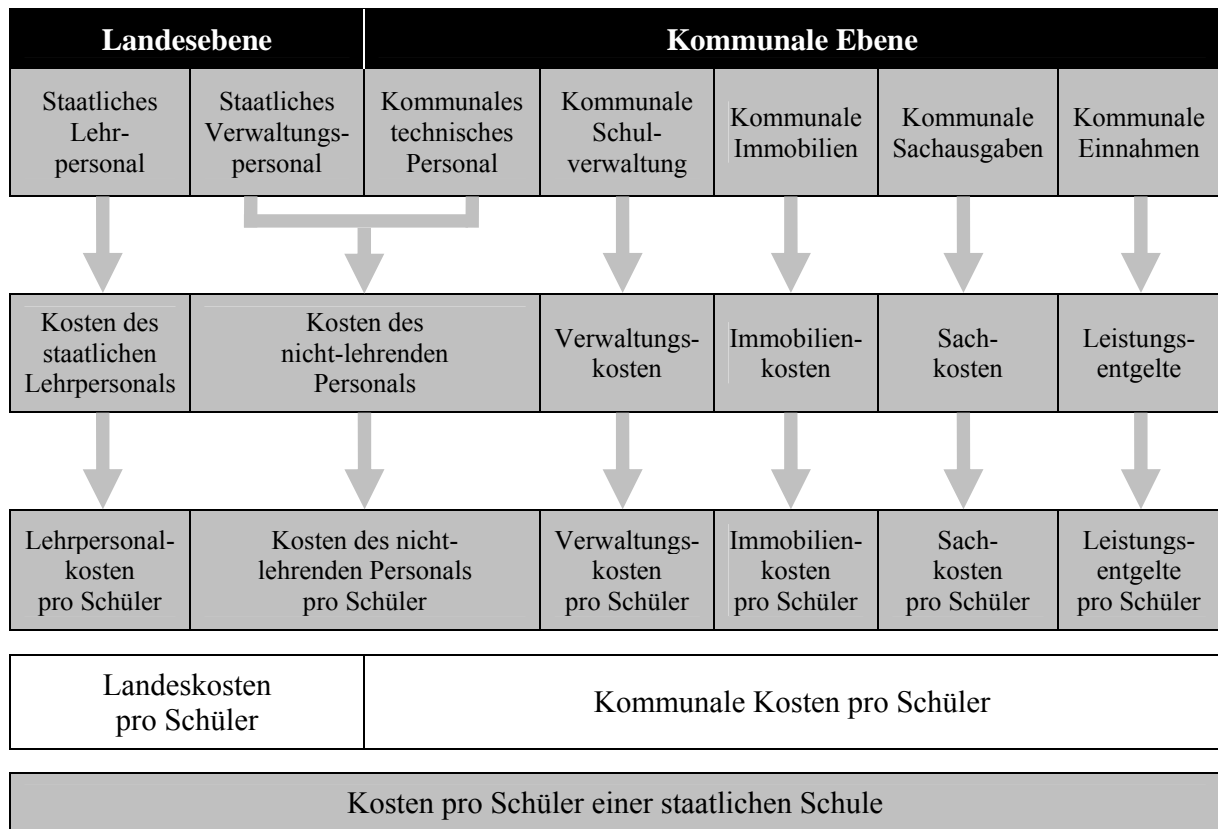 Landesebene
Kommunale Ebene
Staatliches
Lehr-
personal
Staatliches
Verwaltungs-
personal
Kommunales
technisches
Personal
Kommunale
Schul-
verwaltung
Kommunale
Immobilien
Kommunale
Sachausgaben
Kommunale
Einnahmen
Kosten des
staatlichen
Lehrpersonals
Kosten des
nicht-lehrenden
Personals
Verwaltungs-
kosten
Immobilien-
kosten
Sach-
kosten
Leistungs-
entgelte
Lehrpersonal-
kosten
pro Schüler
Kosten des nicht-
lehrenden Personals
pro Schüler
Verwaltungs-
kosten
pro Schüler
Immobilien-
kosten
pro Schüler
Sach-
kosten
pro Schüler
Leistungs-
entgelte
pro Schüler
Landeskosten
pro Schüler
Kommunale Kosten pro Schüler
Kosten pro Schüler einer staatlichen Schule